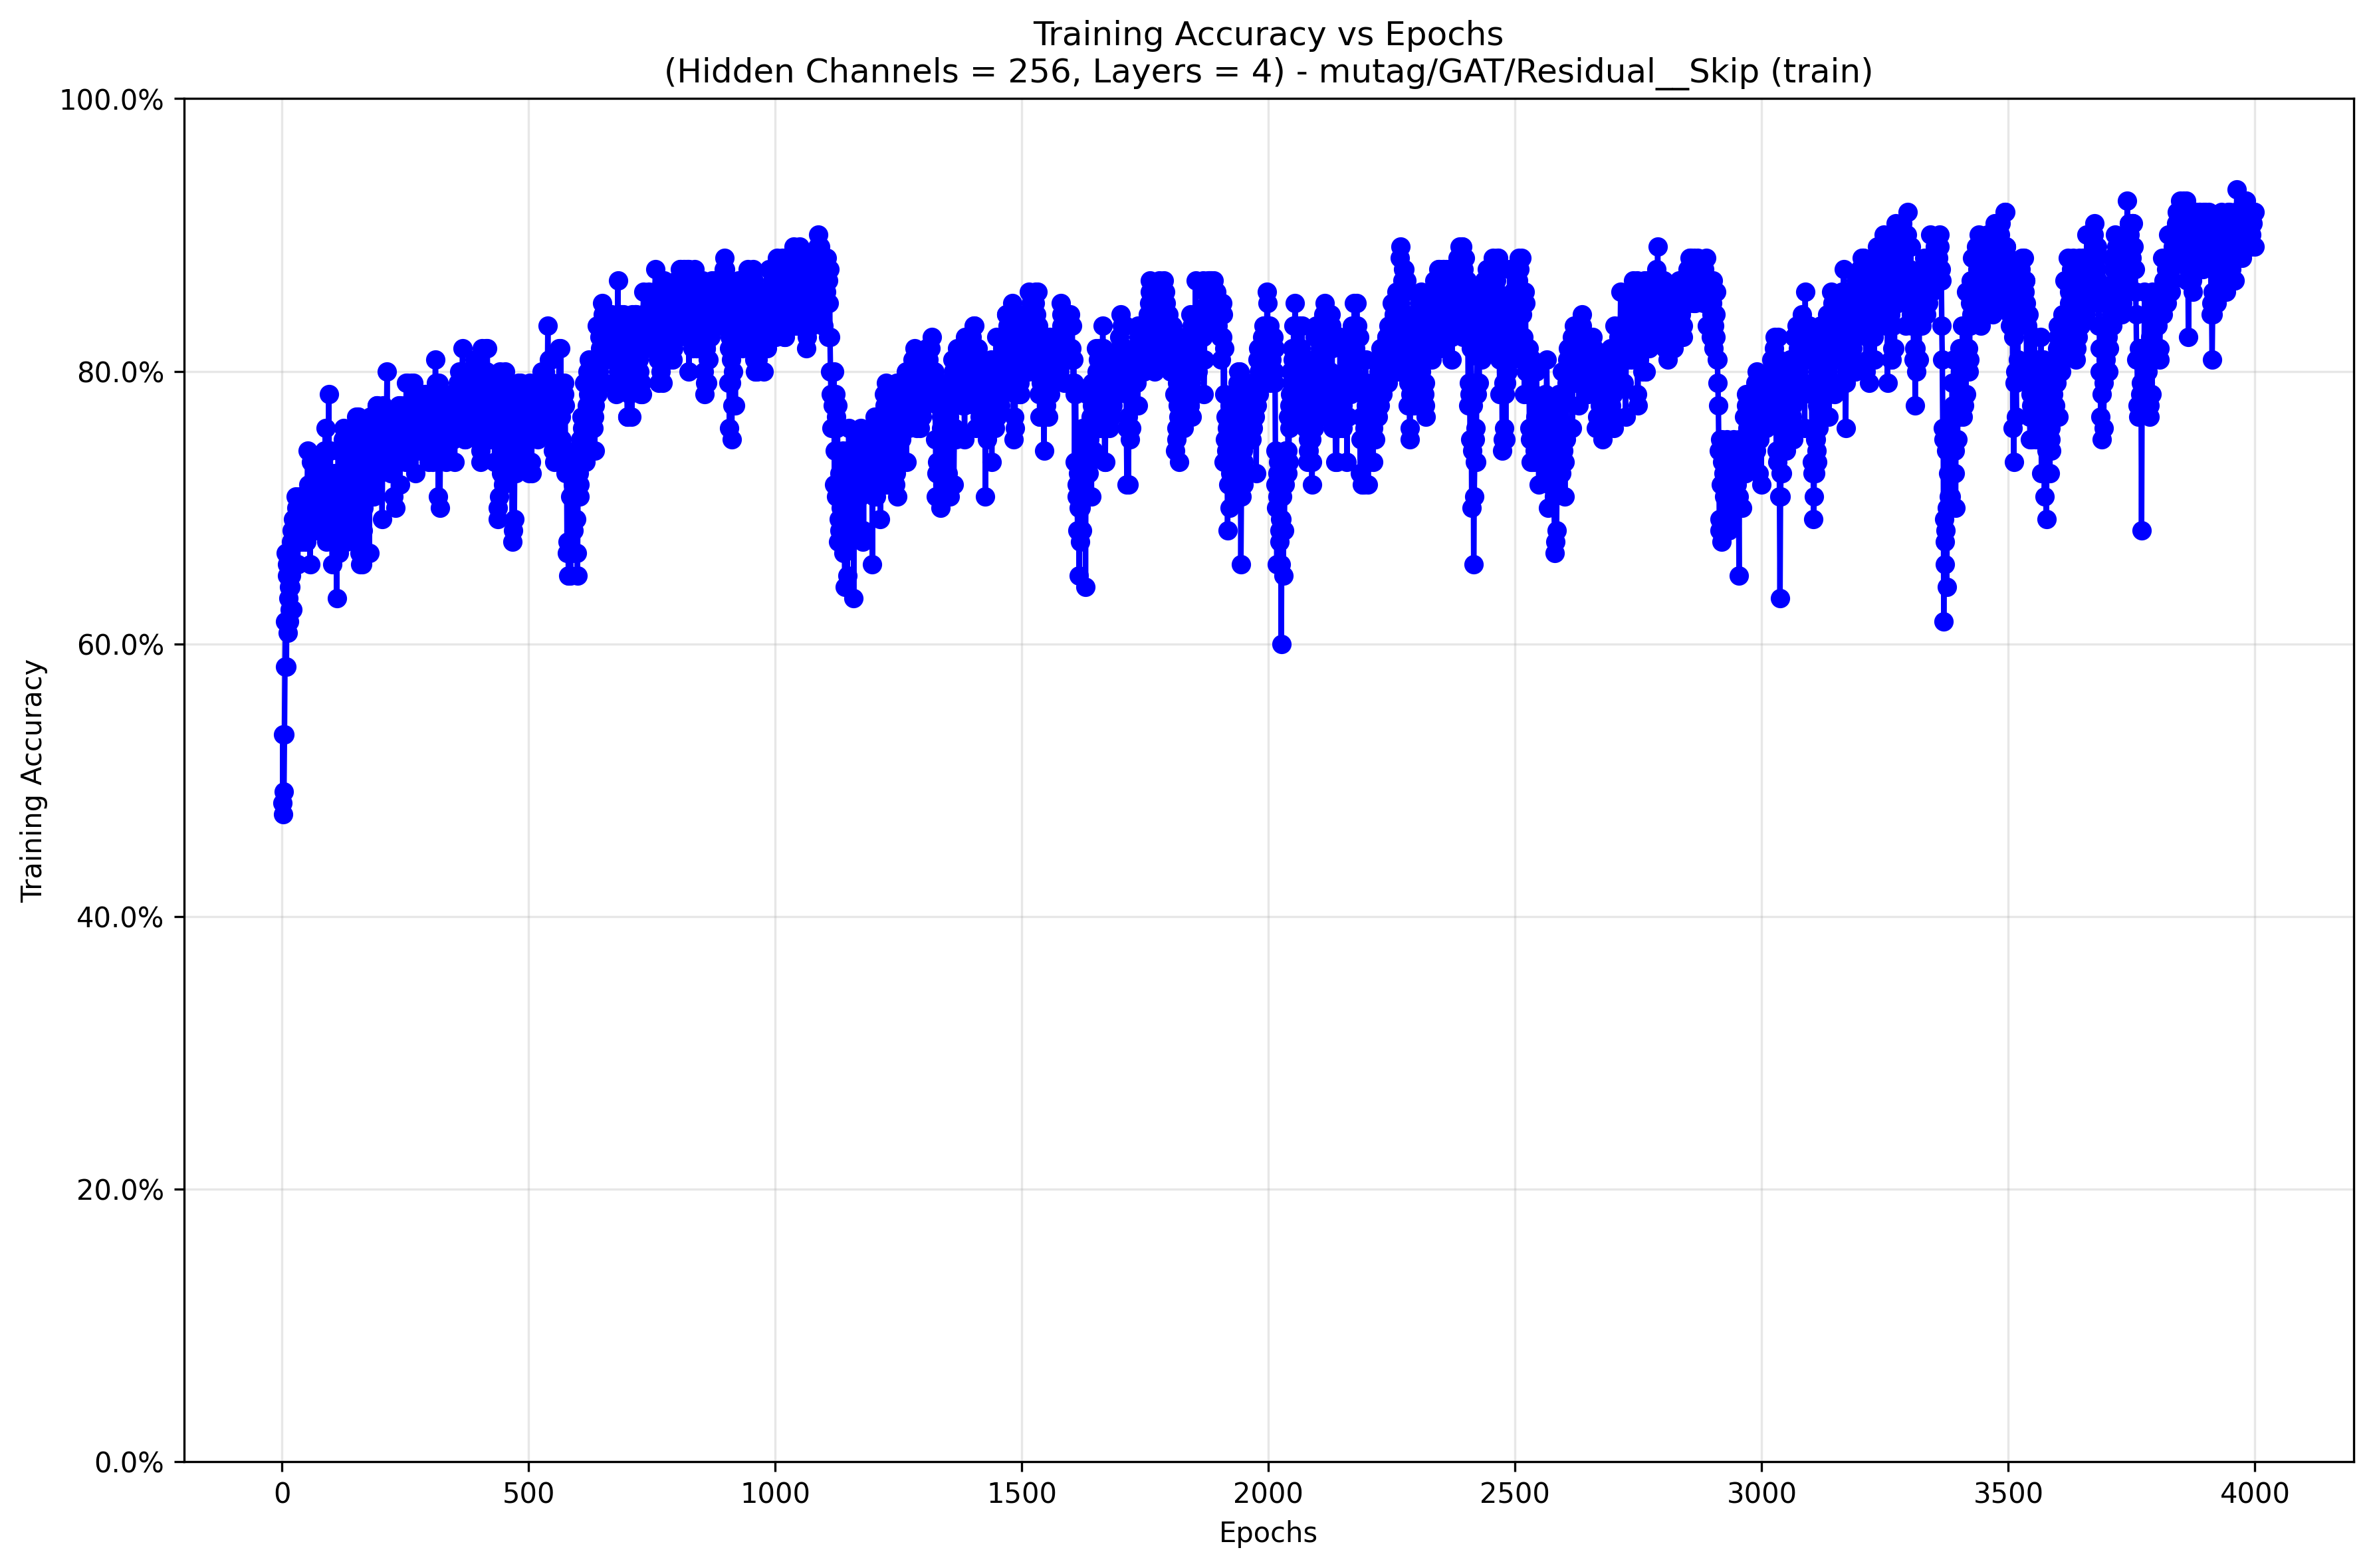 Training Accuracy vs Epochs
(Hidden Channels = 256, Layers = 4) - mutag/GAT/Residual__Skip (train)
100.0%
80.0%
60.0%
40.0%
20.0%
0.0%
Training Accuracy
0 500 1000 1500 2000 2500 3000 3500 4000
Epochs